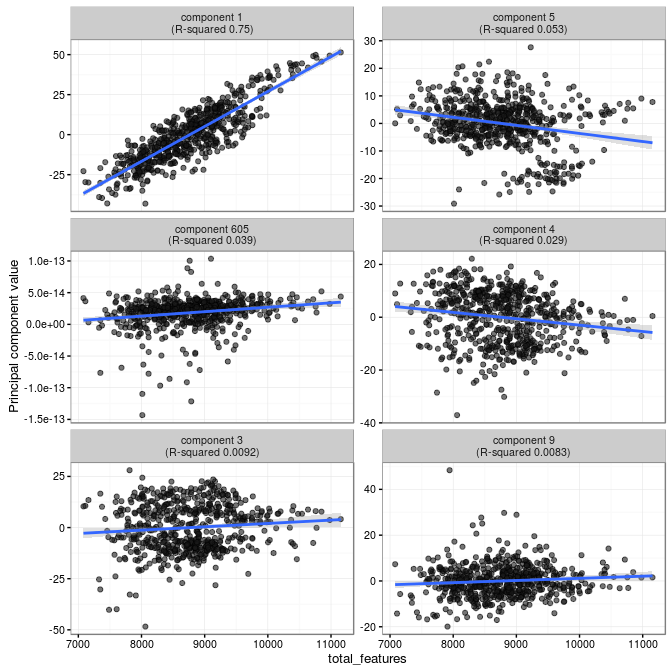 component 1
(R-squared 0.75)
component 5
(R-squared 0.053)
50
25
0
-25
30
20
10
0
-10
-20
-30
component 605
(R-squared 0.039)
component 4
(R-squared 0.029)
Principal component value
1.0e-13
5.0e-14
0.0e+00
-5.0e-14
-1.0e-13
-1.5e-13
20
0
-20
-40
component 3
(R-squared 0.0092)
component 9
(R-squared 0.0083)
25
0
-25
-50
40
20
0
-20
7000 8000 9000 10000 11000
7000 8000 9000 10000 11000
total_features